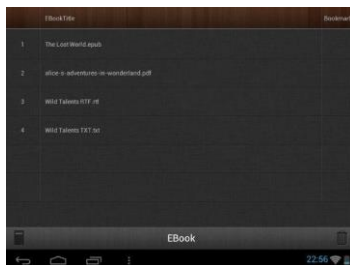 EBookTitle Bookmark
1 The Lost World.epub
2 alice-s-adventures-in-wonderland.pdf
3 Wild Talents RTF.rtf
4 Wild Talents TXT.txt
EBook
22:56